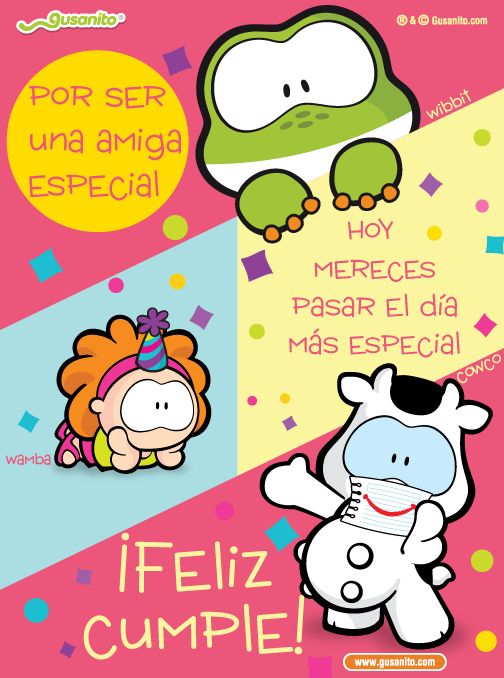 gusanito.com
® & © Gusanito.com
POR SER
una amiga
ESPECIAL
wibbit
HOY
MERECES
PASAR EL DÍA
MÁS ESPECIAL
cowco
wamba
¡FELIZ
CUMPLE!
www.gusanito.com